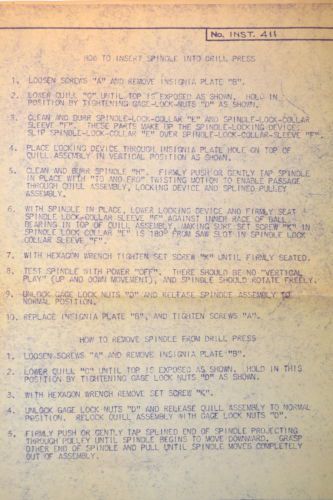 No. INST. 411
HOW TO INSERT SPINDLE INTO DRILL PRESS
1. LOOSEN SCREWS "A" AND REMOVE INSIGNIA PLATE "B".
2. LOWER QUILL "C" UNTIL TOP IS EXPOSED AS SHOWN. HOLD IN
POSITION BY TIGHTENING GAGE-LOCK-NUTS "D" AS SHOWN.
3. CLEAN AND BURR SPINDLE-LOCK-COLLAR "E" AND SPINDLE-LOCK-COLLAR
SLEEVE "F". THESE PARTS MAKE UP THE SPINDLE-LOCKING-DEVICE.
SLIP SPINDLE-LOCK-COLLAR "E" OVER SPINDLE-LOCK-COLLAR-SLEEVE "F".
4. PLACE LOCKING DEVICE THROUGH INSIGNIA PLATE HOLE ON TOP OF
QUILL ASSEMBLY IN VERTICAL POSITION AS SHOWN.
5. CLEAN AND BURR SPINDLE "H". FIRMLY PUSH OR GENTLY TAP SPINDLE
IN PLACE WITH "TO AND FRO" TWISTING MOTION TO ENABLE PASSAGE
THROUGH QUILL ASSEMBLY, LOCKING DEVICE AND SPLINED PULLEY
ASSEMBLY.
6. WITH SPINDLE IN PLACE, LOWER LOCKING DEVICE AND FIRMLY SEAT
SPINDLE LOCK-COLLAR SLEEVE "F" AGAINST INNER RACE OF BALL
BEARING IN TOP OF QUILL ASSEMBLY, MAKING SURE SET SCREW "K" IN
SPINDLE LOCK COLLAR "E" IS 180° FROM SAW SLOT IN SPINDLE LOCK
COLLAR SLEEVE "F".
7. WITH HEXAGON WRENCH TIGHTEN SET SCREW "K" UNTIL FIRMLY SEATED.
8. TEST SPINDLE WITH POWER "OFF". THERE SHOULD BE NO "VERTICAL
PLAY" (UP AND DOWN MOVEMENT), AND SPINDLE SHOULD ROTATE FREELY.
9. UNLOCK GAGE LOCK NUTS "D" AND RELEASE SPINDLE ASSEMBLY TO
NORMAL POSITION.
10. REPLACE INSIGNIA PLATE "B", AND TIGHTEN SCREWS "A".
HOW TO REMOVE SPINDLE FROM DRILL PRESS
1. LOOSEN SCREWS "A" AND REMOVE INSIGNIA PLATE "B".
2. LOWER QUILL "C" UNTIL TOP IS EXPOSED AS SHOWN. HOLD IN THIS
POSITION BY TIGHTENING GAGE LOCK NUTS "D" AS SHOWN.
3. WITH HEXAGON WRENCH REMOVE SET SCREW "K".
4. UNLOCK GAGE LOCK-NUTS "D" AND RELEASE QUILL ASSEMBLY TO NORMAL
POSITION. RELOCK QUILL ASSEMBLY WITH GAGE LOCK NUTS "D".
5. FIRMLY PUSH OR GENTLY TAP SPLINED END OF SPINDLE PROJECTING
THROUGH PULLEY UNTIL SPINDLE BEGINS TO MOVE DOWNWARD. GRASP
OTHER END OF SPINDLE AND PULL UNTIL SPINDLE MOVES COMPLETELY
OUT OF ASSEMBLY.